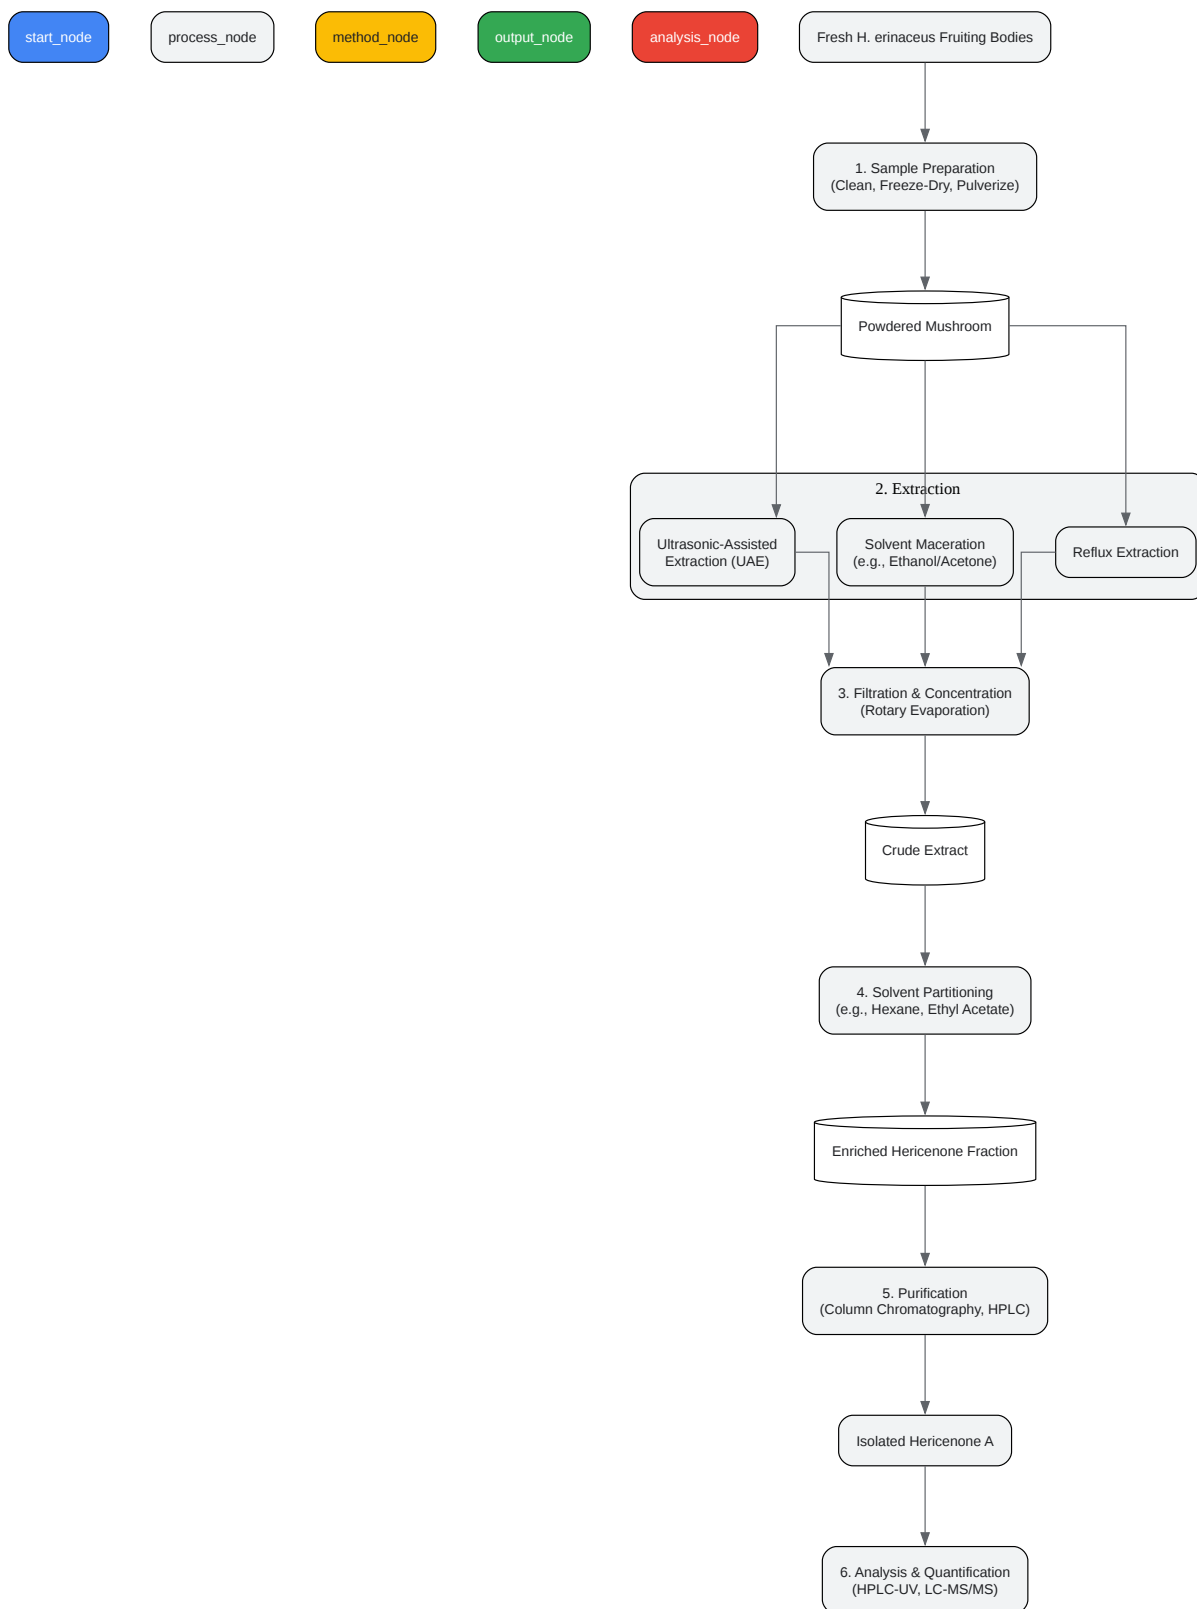 start_node
process_node
method_node
output_node
analysis_node
Fresh H. erinaceus Fruiting Bodies
1. Sample Preparation
(Clean, Freeze-Dry, Pulverize)
Powdered Mushroom
2. Extraction
Ultrasonic-Assisted
Extraction (UAE)
Solvent Maceration
(e.g., Ethanol/Acetone)
Reflux Extraction
3. Filtration & Concentration
(Rotary Evaporation)
Crude Extract
4. Solvent Partitioning
(e.g., Hexane, Ethyl Acetate)
Enriched Hericenone Fraction
5. Purification
(Column Chromatography, HPLC)
Isolated Hericenone A
6. Analysis & Quantification
(HPLC-UV, LC-MS/MS)